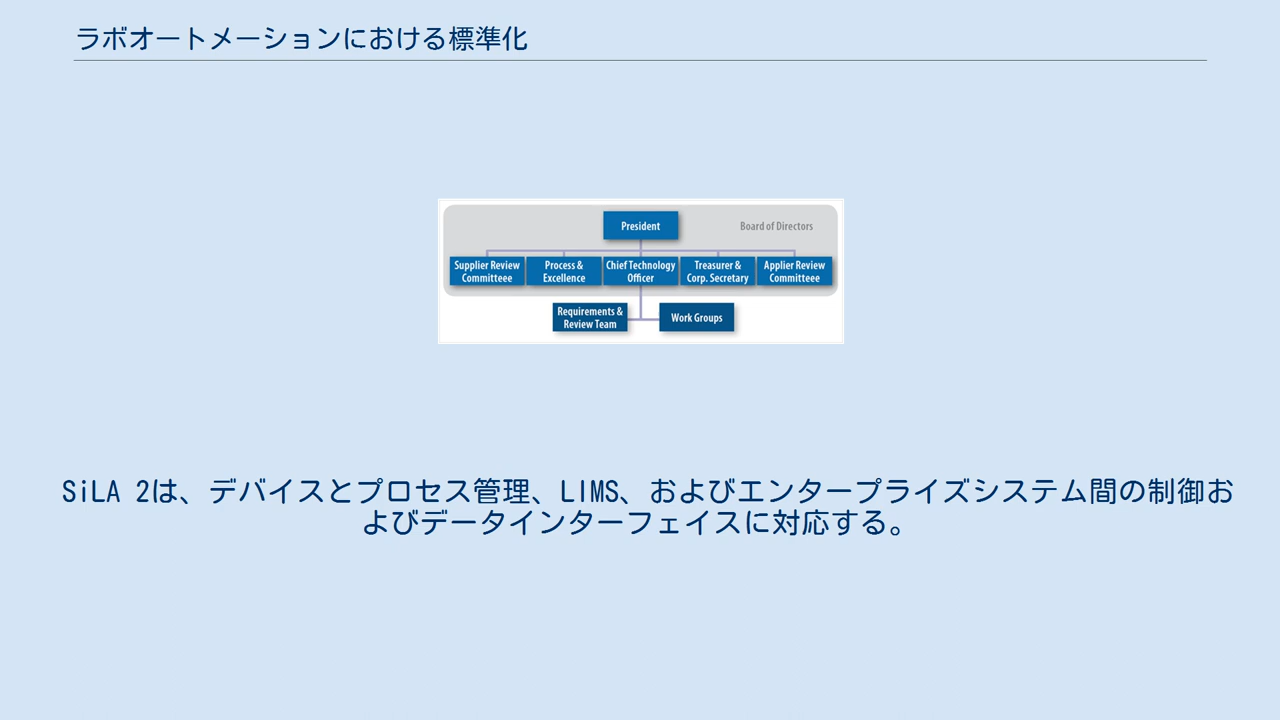 ラボオートメーションにおける標準化
President
Board of Directors
Supplier Review
Committeee
Process &
Excellence
Chief Technology
Officer
Treasurer &
Corp. Secretary
Applier Review
Committeee
Requirements &
Review Team
Work Groups
SiLA 2は、デバイスとプロセス管理、LIMS、およびエンタープライズシステム間の制御お
よびデータインターフェイスに対応する。